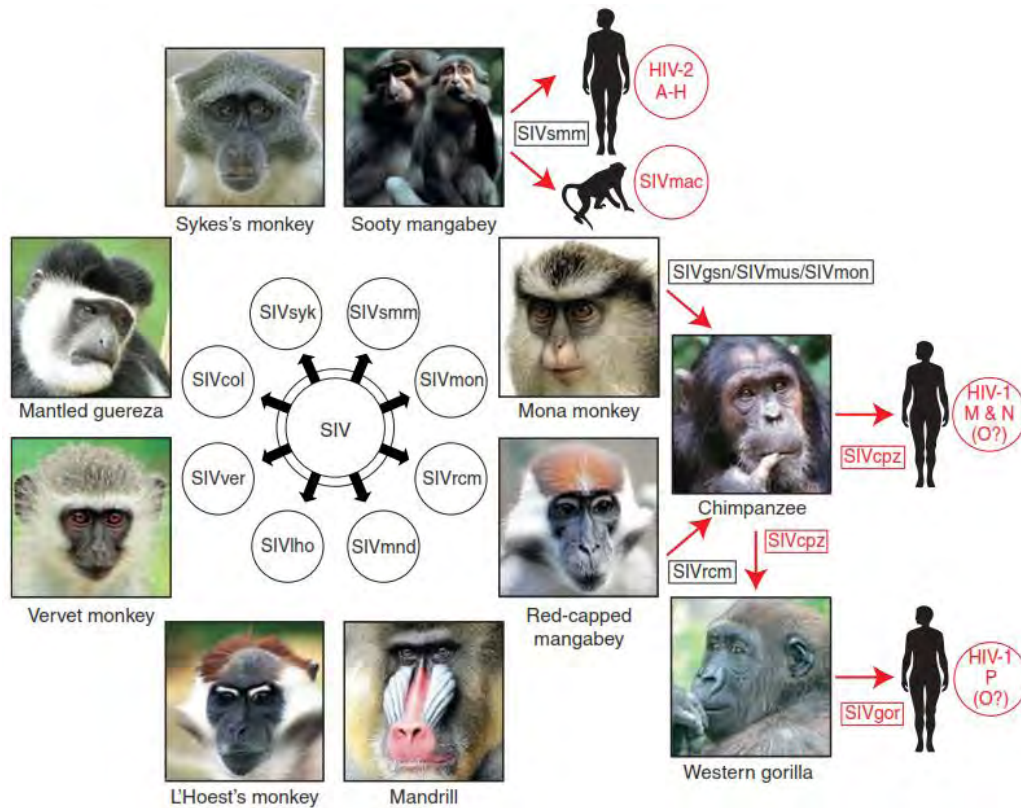 HIV-2
A-H
SIVsmm
SIVmac
Sykes's monkey
Sooty mangabey
SIVgsn/SIVmus/SIVmon
SIVsyk
SIVsmm
SIVcol
SIVmon
Mantled guereza
Mona monkey
SIV
HIV-1
M & N
(O?)
SIVcpz
SIVver
SIVrcm
Chimpanzee
SIVlho
SIVmnd
SIVcpz
SIVrcm
Vervet monkey
Red-capped
mangabey
HIV-1
P
(O?)
SIVgor
L'Hoest's monkey
Mandrill
Western gorilla